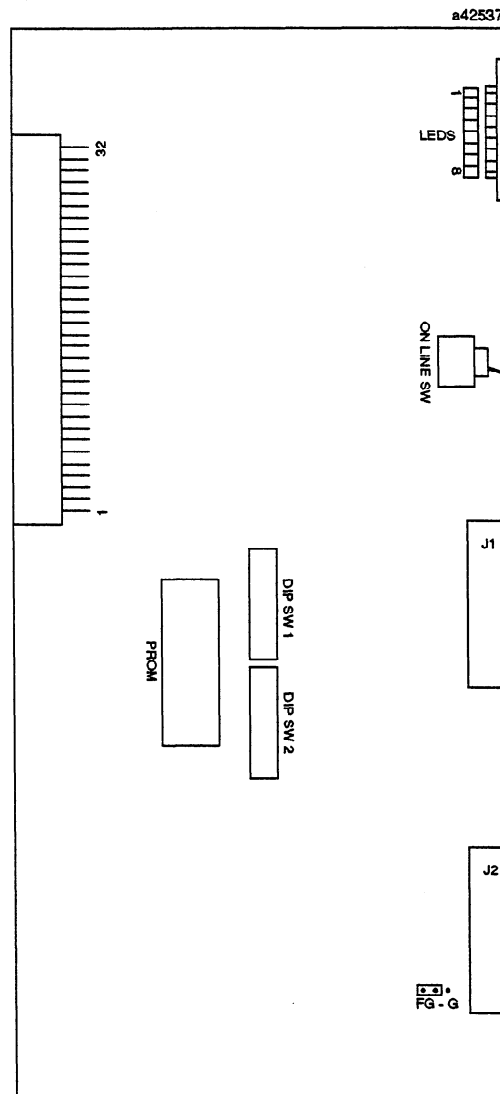 a42537
1
LEDS
8
32
ON LINE SW
1
J1
DIP SW 1
PROM
DIP SW 2
J2
FG - G